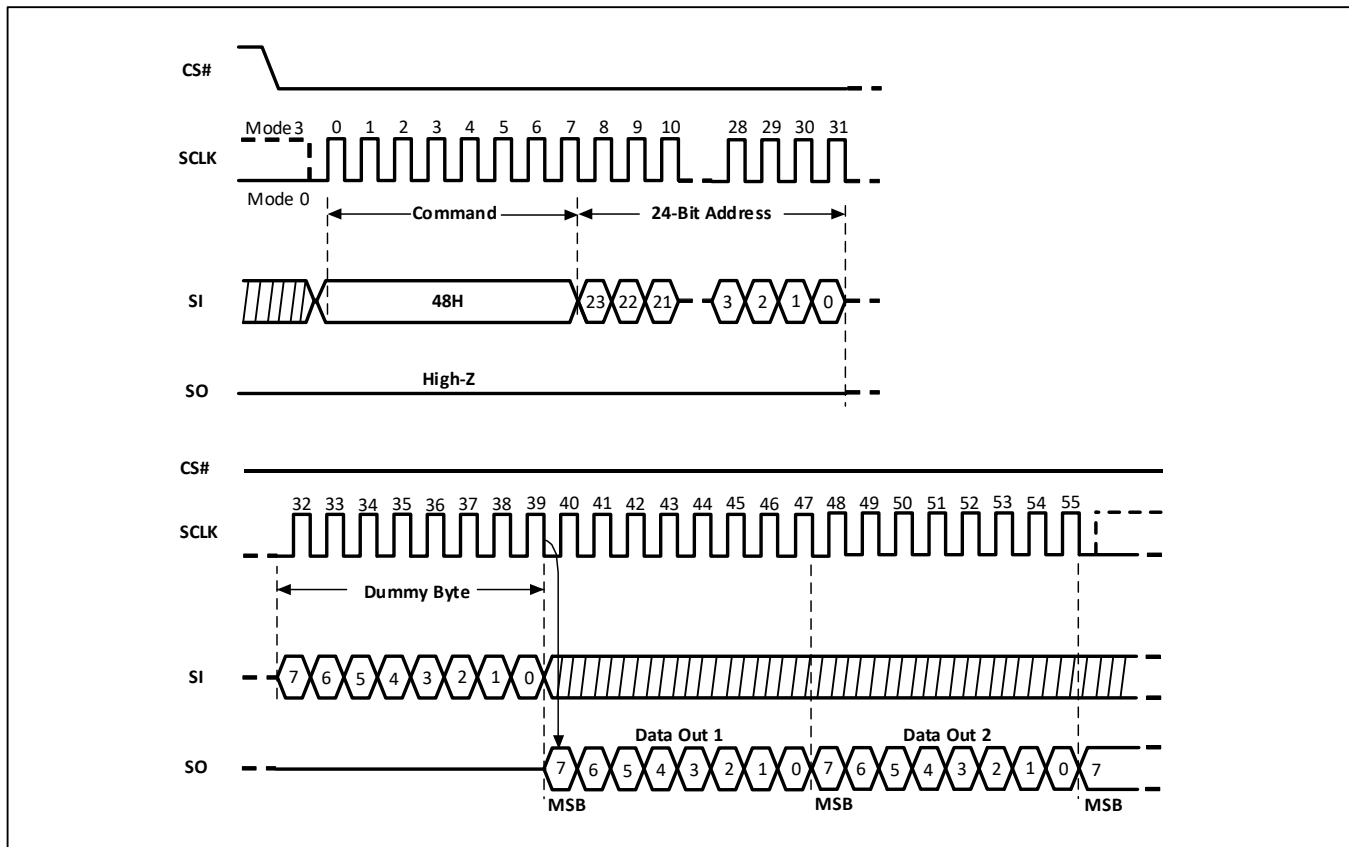 CS#
Mode 3 0 1 2 3 4 5 6 7 8 9 10 28 29 30 31
SCLK
Mode 0
Command 24-Bit Address
SI 48H 23 22 21 3 2 1 0
High-Z
SO
CS#
32 33 34 35 36 37 38 39 40 41 42 43 44 45 46 47 48 49 50 51 52 53 54 55
SCLK
Dummy Byte
SI 7 6 5 4 3 2 1 0
Data Out 1 Data Out 2
SO 7 6 5 4 3 2 1 0 7 6 5 4 3 2 1 0 7
MSB MSB MSB